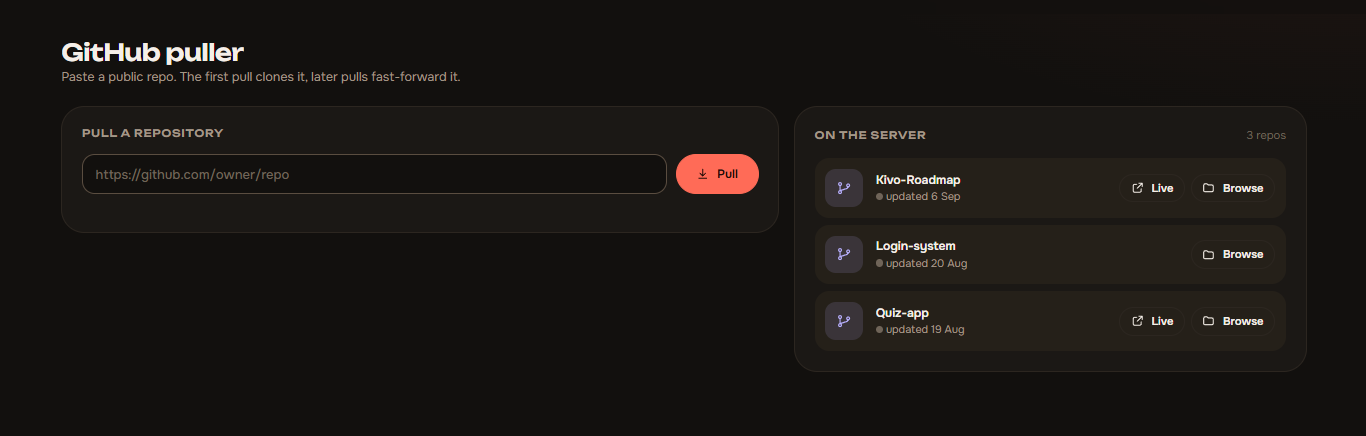 GitHub puller
Paste a public repo. The first pull clones it, later pulls fast-forward it.
PULL A REPOSITORY
https://github.com/owner/repo
Pull
ON THE SERVER
3 repos
Kivo-Roadmap
updated 6 Sep
Live
Browse
Login-system
updated 20 Aug
Browse
Quiz-app
updated 19 Aug
Live
Browse